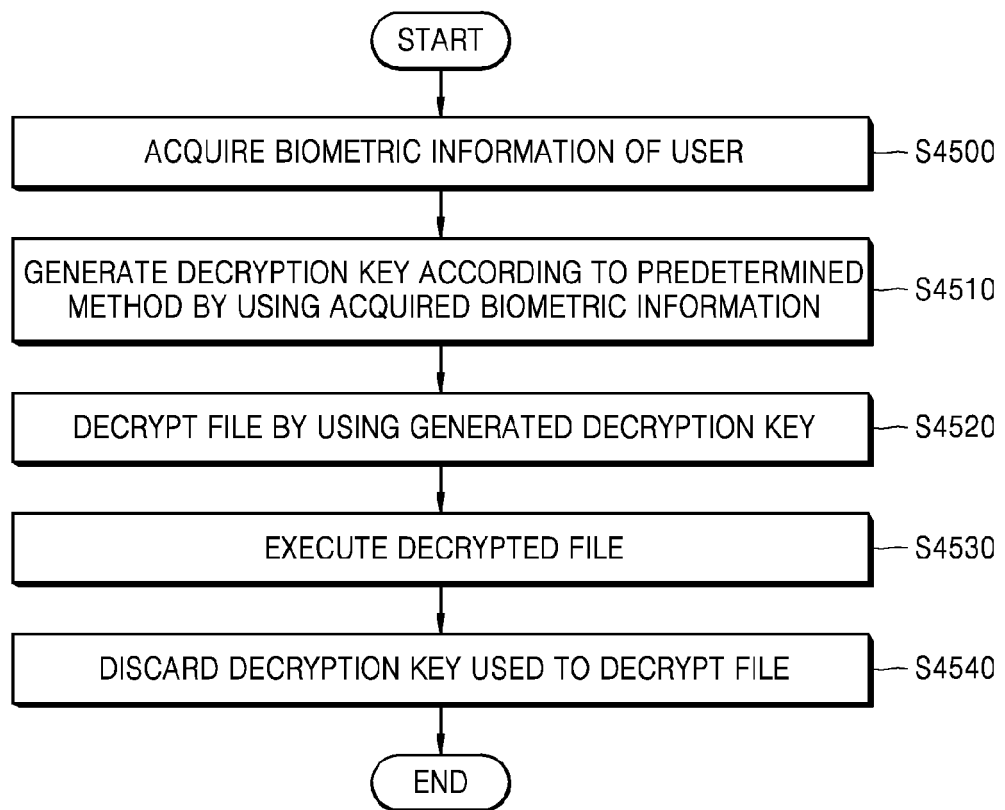 START
ACQUIRE BIOMETRIC INFORMATION OF USER
S4500
GENERATE DECRYPTION KEY ACCORDING TO PREDETERMINED
METHOD BY USING ACQUIRED BIOMETRIC INFORMATION
S4510
DECRYPT FILE BY USING GENERATED DECRYPTION KEY
S4520
EXECUTE DECRYPTED FILE
S4530
DISCARD DECRYPTION KEY USED TO DECRYPT FILE
S4540
END